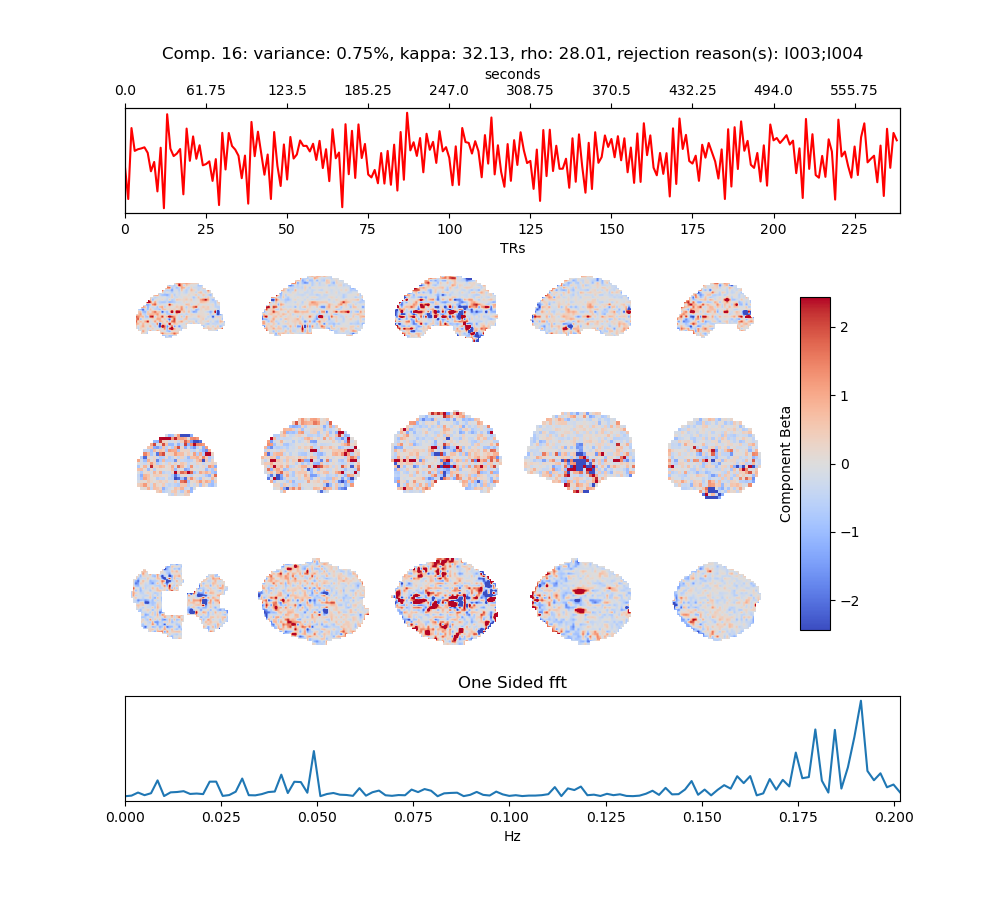 Comp. 16: variance: 0.75%, kappa: 32.13, rho: 28.01, rejection reason(s): I003;I004
seconds
0.0 61.75 123.5 185.25 247.0 308.75 370.5 432.25 494.0 555.75
0 25 50 75 100 125 150 175 200 225
TRs
2
1
0
−1
−2
Component Beta
One Sided fft
0.000 0.025 0.050 0.075 0.100 0.125 0.150 0.175 0.200
Hz